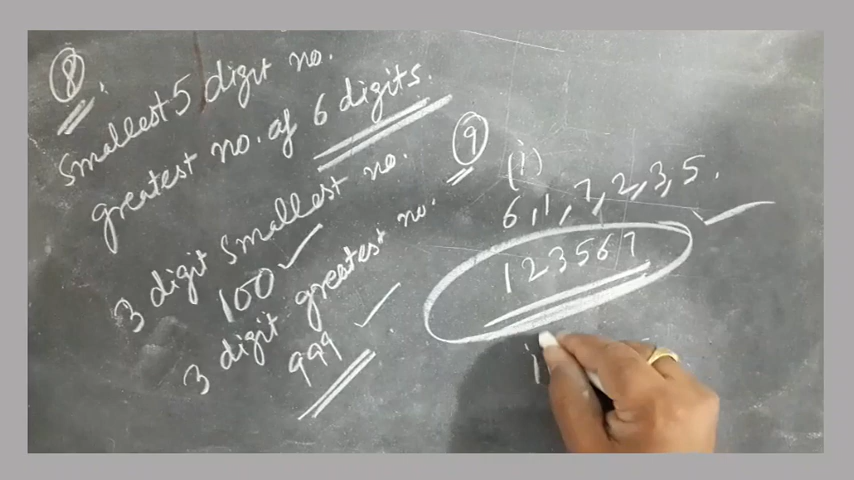 8.
Smallest 5 digit no.
greatest no. of 6 digits.
3 digit smallest no.
100
3 digit greatest no.
999
9
(i)
6, 1, 7, 2, 3, 5.
123567